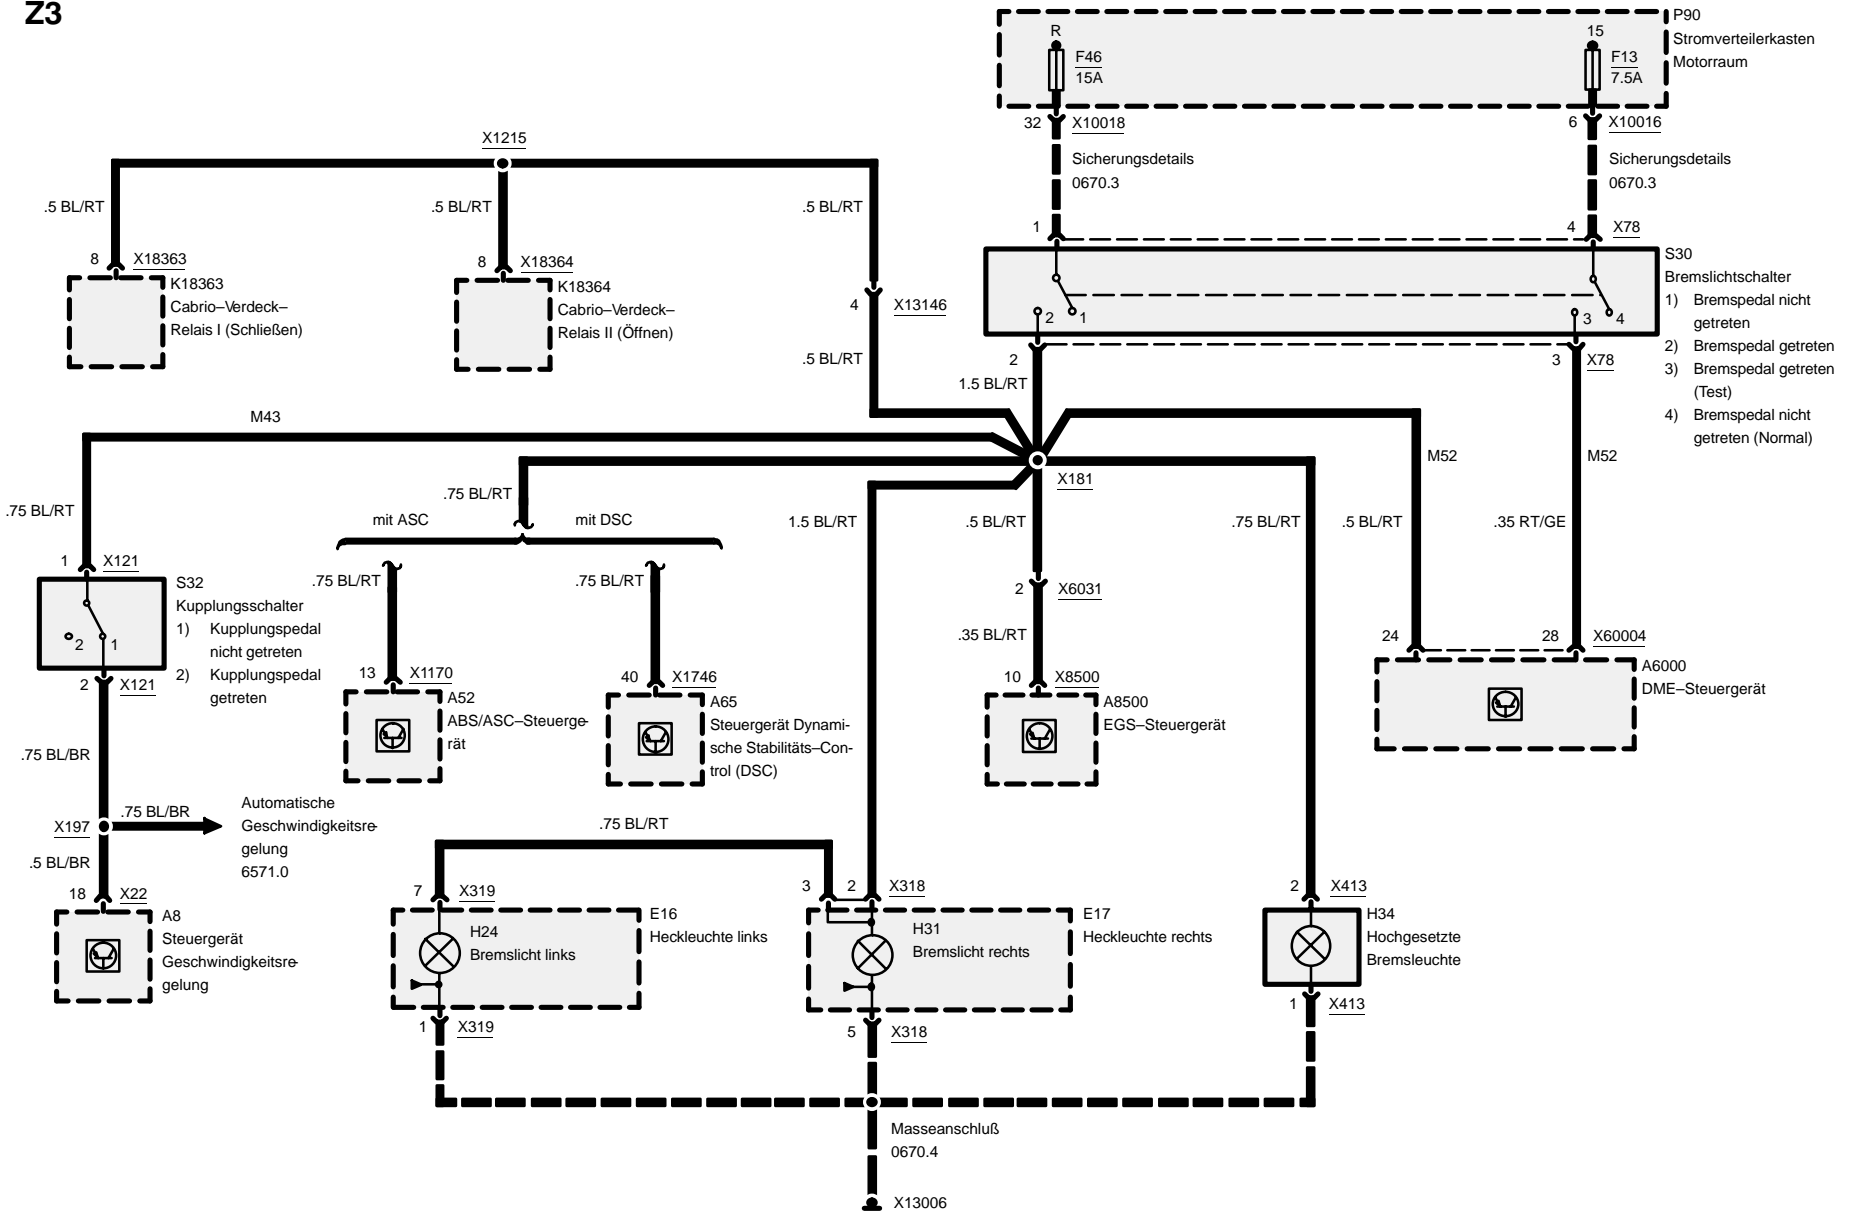 Z3
P90
Stromverteilerkasten
Motorraum
R
F46
15A
15
F13
7.5A
32
X10018
6
X10016
Sicherungsdetails
0670.3
Sicherungsdetails
0670.3
1
4
X78
X1215
.5 BL/RT
.5 BL/RT
.5 BL/RT
8
X18363
K18363
Cabrio–Verdeck–
Relais I (Schließen)
8
X18364
K18364
Cabrio–Verdeck–
Relais II (Öffnen)
4
X13146
.5 BL/RT
2
1
3
4
S30
Bremslichtschalter
1) Bremspedal nicht
getreten
2) Bremspedal getreten
3) Bremspedal getreten
(Test)
4) Bremspedal nicht
getreten (Normal)
2
1.5 BL/RT
3
X78
M43
X181
M52
M52
.75 BL/RT
.75 BL/RT
mit ASC
mit DSC
1.5 BL/RT
.5 BL/RT
.75 BL/RT
.5 BL/RT
.35 RT/GE
1
X121
S32
Kupplungsschalter
1) Kupplungspedal
nicht getreten
2) Kupplungspedal
getreten
2
1
2
X121
.75 BL/RT
.75 BL/RT
2
X6031
.35 BL/RT
24
28
X60004
A6000
DME–Steuergerät
13
X1170
A52
ABS/ASC–Steuerge-
rät
40
X1746
A65
Steuergerät Dynami-
sche Stabilitäts–Con-
trol (DSC)
10
X8500
A8500
EGS–Steuergerät
.75 BL/BR
X197
.75 BL/BR
Automatische
Geschwindigkeitsre-
gelung
6571.0
.5 BL/BR
18
X22
A8
Steuergerät
Geschwindigkeitsre-
gelung
.75 BL/RT
7
X319
E16
Heckleuchte links
H24
Bremslicht links
1
X319
3
2
X318
E17
Heckleuchte rechts
H31
Bremslicht rechts
5
X318
2
X413
H34
Hochgesetzte
Bremsleuchte
1
X413
Masseanschluß
0670.4
X13006